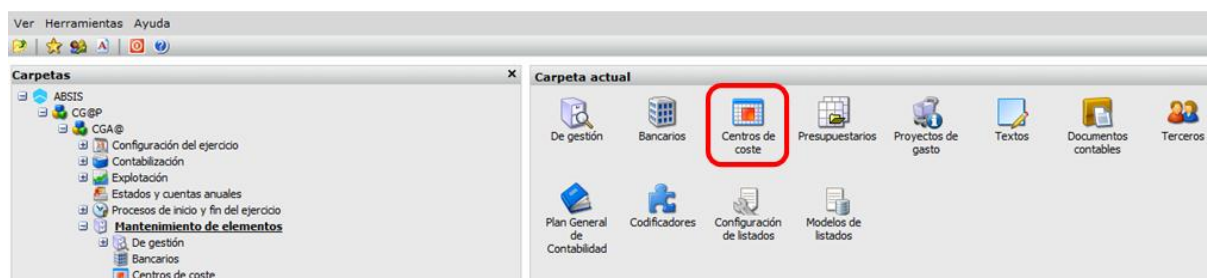 Ver Herramientas Ayuda
Carpetas
ABSIS
CG@P
CGA@
Configuración del ejercicio
Contabilización
Explotación
Estados y cuentas anuales
Procesos de inicio y fin del ejercicio
Mantenimiento de elementos
De gestión
Bancarios
Centros de coste
Carpeta actual
De gestión
Bancarios
Centros de
coste
Presupuestarios
Proyectos de
gasto
Textos
Documentos
contables
Terceros
Plan General
de
Contabilidad
Codificadores
Configuración
de listados
Modelos de
listados